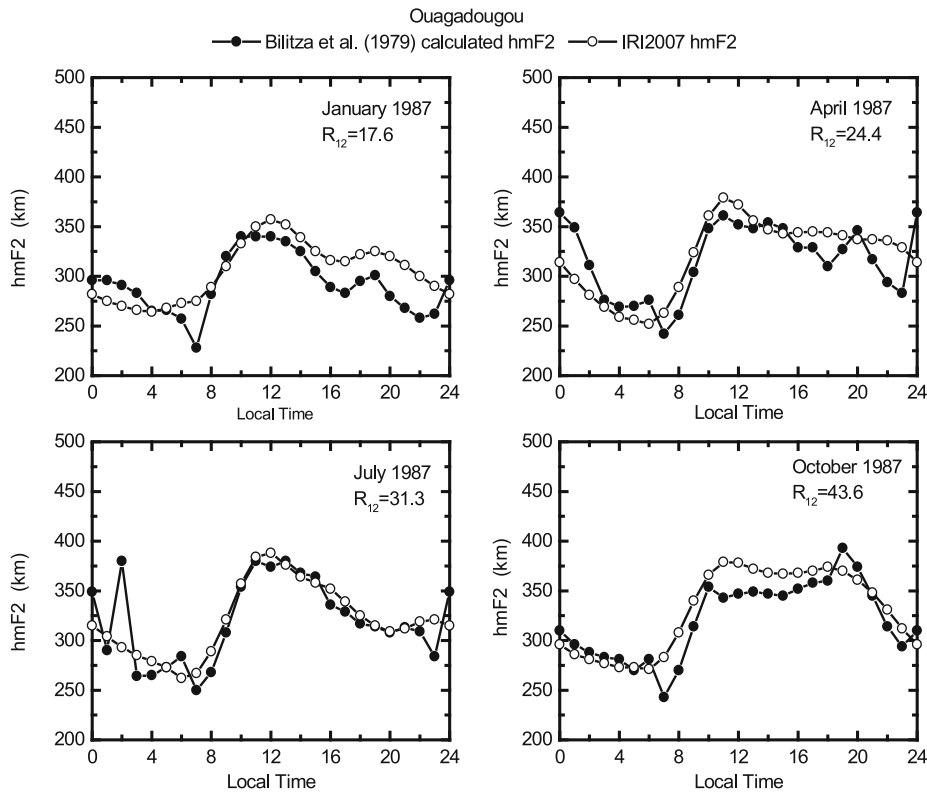 Ouagadougou
Bilitza et al. (1979) calculated hmF2 IRI2007 hmF2
500
450
400
350
300
250
200
hmF2 (km)
January 1987
R12=17.6
0 4 8 12 16 20 24
Local Time
500
450
400
350
300
250
200
hmF2 (km)
April 1987
R12=24.4
0 4 8 12 16 20 24
Local Time
500
450
400
350
300
250
200
hmF2 (km)
July 1987
R12=31.3
0 4 8 12 16 20 24
Local Time
500
450
400
350
300
250
200
hmF2 (km)
October 1987
R12=43.6
0 4 8 12 16 20 24
Local Time